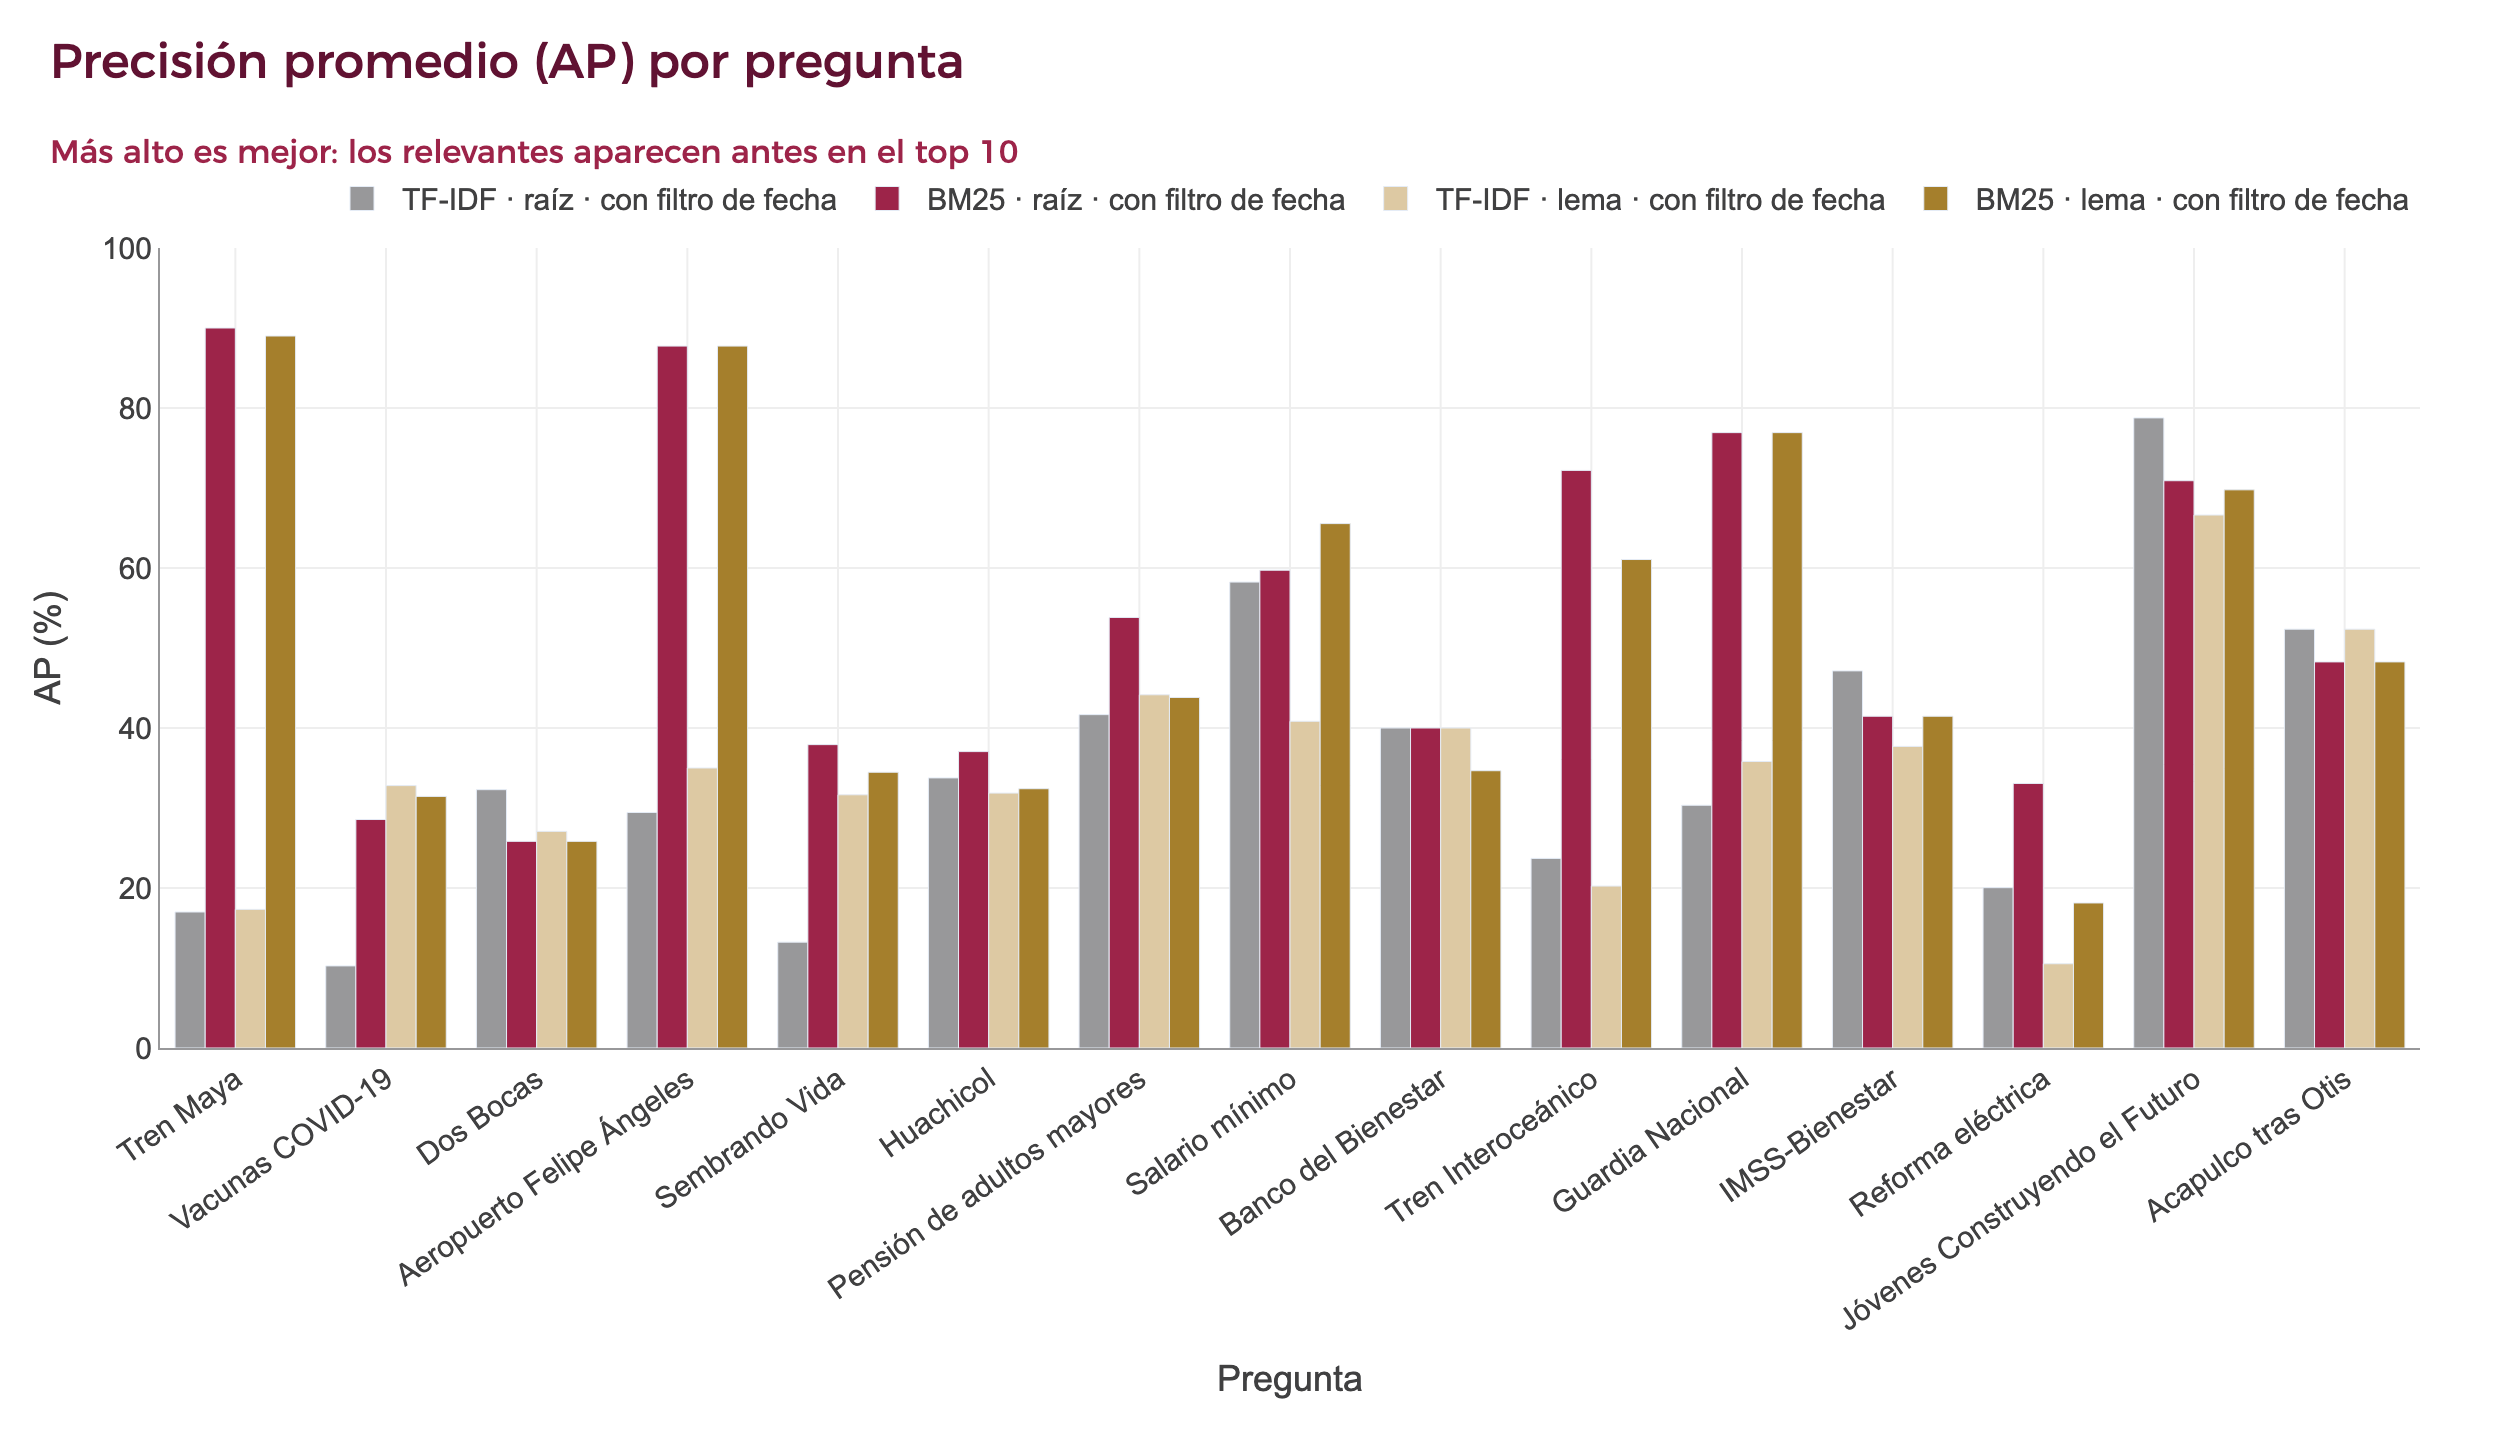 Precisión promedio (AP) por pregunta
Más alto es mejor: los relevantes aparecen antes en el top 10
TF-IDF · raíz · con filtro de fecha BM25 · raíz · con filtro de fecha TF-IDF · lema · con filtro de fecha BM25 · lema · con filtro de fecha
100
80
60
40
20
0
AP (%)
Tren Maya
Vacunas COVID-19
Dos Bocas
Aeropuerto Felipe Ángeles
Sembrando Vida
Huachicol
Pensión de adultos mayores
Salario mínimo
Banco del Bienestar
Tren Interoceánico
Guardia Nacional
IMSS-Bienestar
Reforma eléctrica
Jóvenes Construyendo el Futuro
Acapulco tras Otis
Pregunta